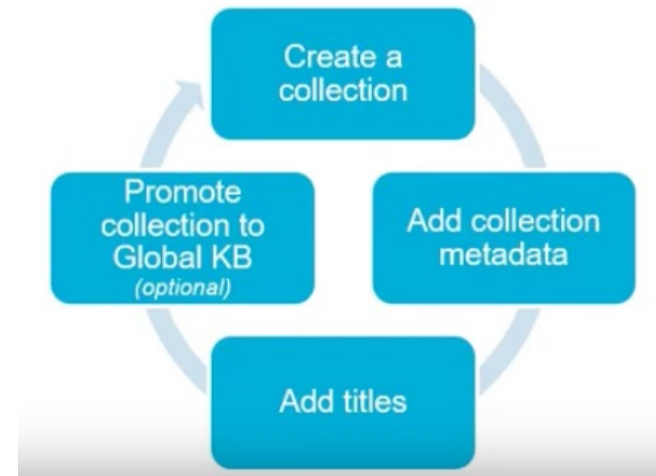 Create a
collection
Add collection
metadata
Add titles
Promote
collection to
Global KB
(optional)